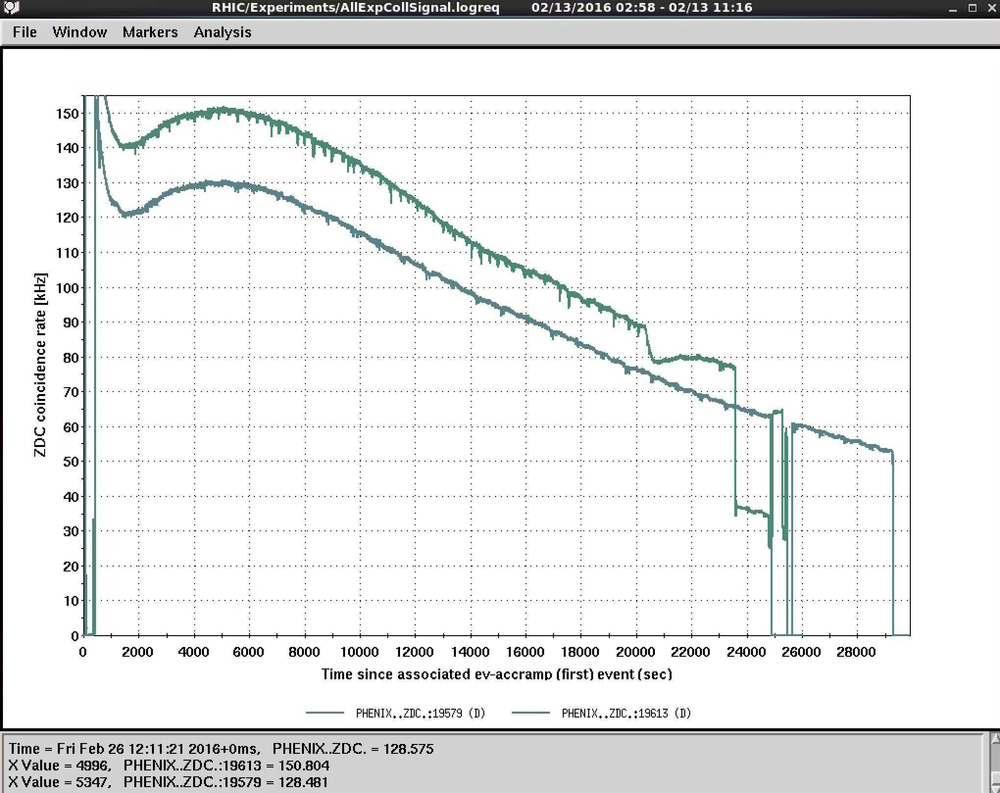 RHIC/Experiments/AllExpCollSignal.logreq 02/13/2016 02:58 - 02/13 11:16
File Window Markers Analysis
150
140
130
120
110
100
90
80
70
60
50
40
30
20
10
0
ZDC coincidence rate [kHz]
0 2000 4000 6000 8000 10000 12000 14000 16000 18000 20000 22000 24000 26000 28000
Time since associated ev-accramp (first) event (sec)
PHENIX..ZDC.:19579 (D) PHENIX..ZDC.:19613 (D)
Time = Fri Feb 26 12:11:21 2016+0ms, PHENIX..ZDC. = 128.575
X Value = 4996, PHENIX..ZDC.:19613 = 150.804
X Value = 5347, PHENIX..ZDC.:19579 = 128.481